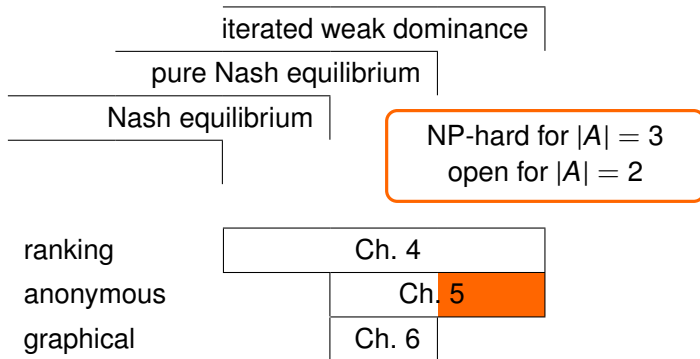 iterated weak dominance
pure Nash equilibrium
Nash equilibrium
NP-hard for |A| = 3
open for |A| = 2
ranking Ch. 4
anonymous Ch. 5
graphical Ch. 6